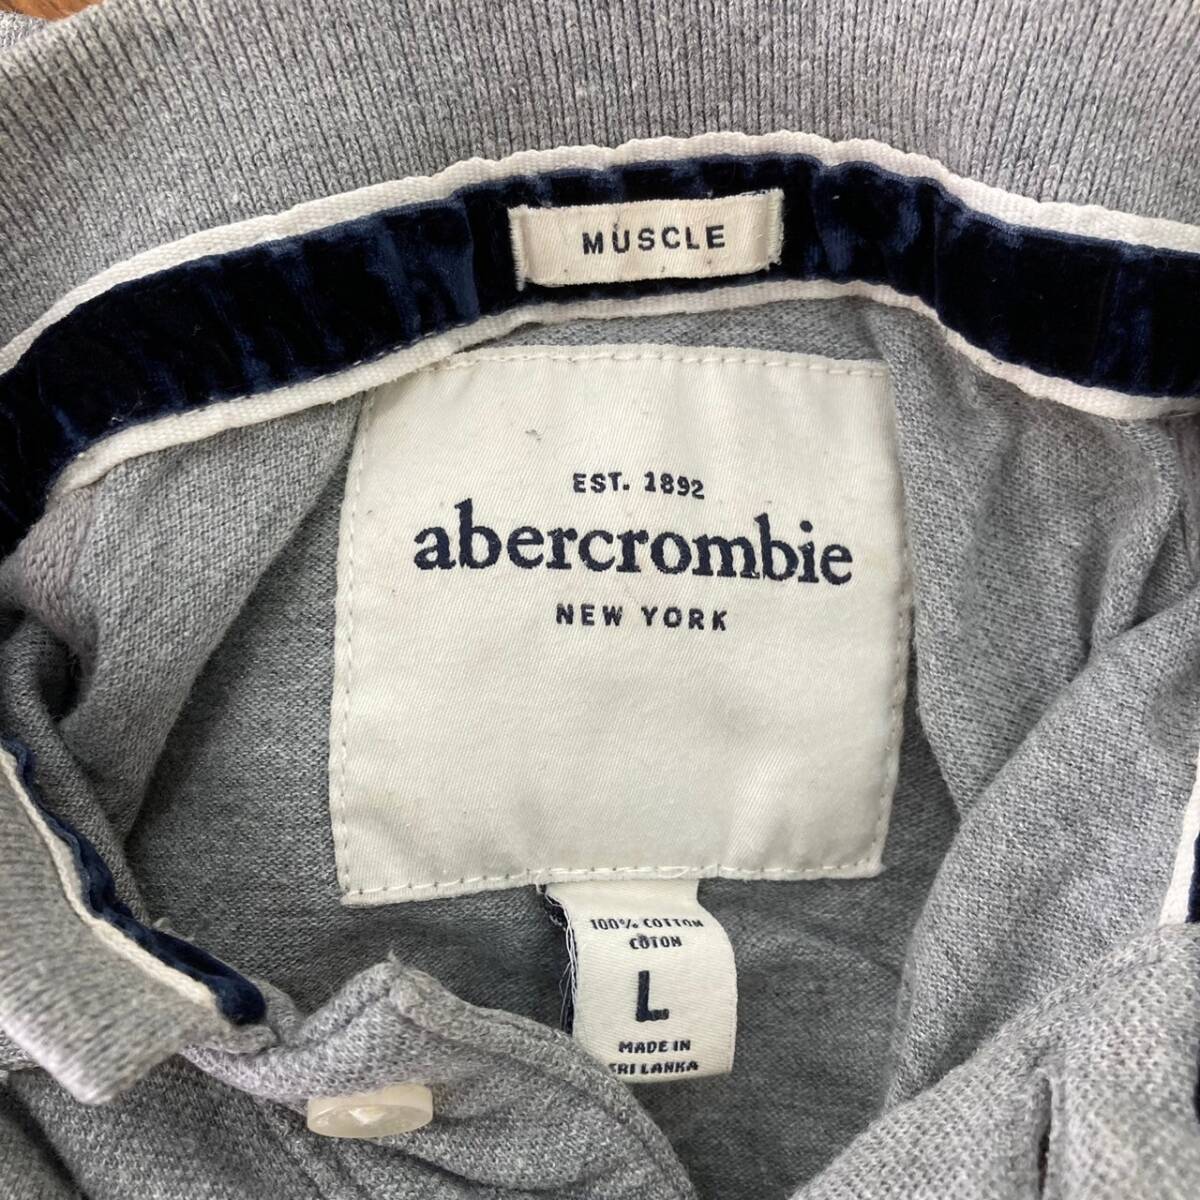 MUSCLE
EST. 1892
abercrombie
NEW YORK
100% COTTON
COTON
L
MADE IN
SRI LANKA